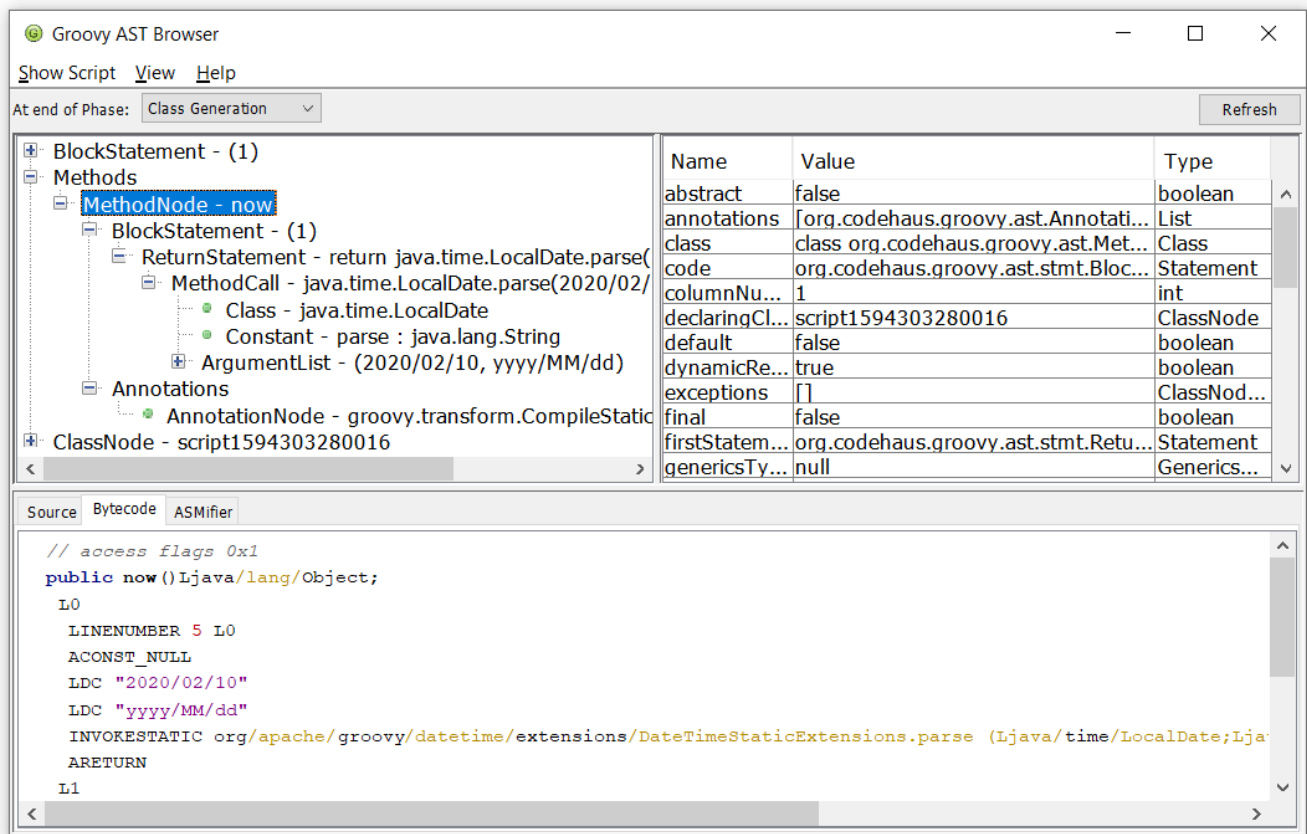 Groovy AST Browser
Show Script View Help
At end of Phase: Class Generation Refresh
BlockStatement - (1)
Methods
MethodNode - now
BlockStatement - (1)
ReturnStatement - return java.time.LocalDate.parse(
MethodCall - java.time.LocalDate.parse(2020/02/
Class - java.time.LocalDate
Constant - parse : java.lang.String
ArgumentList - (2020/02/10, yyyy/MM/dd)
Annotations
AnnotationNode - groovy.transform.CompileStatic
ClassNode - script1594303280016
Name Value Type
abstract false boolean
annotations [org.codehaus.groovy.ast.Annotati... List
class class org.codehaus.groovy.ast.Met... Class
code org.codehaus.groovy.ast.stmt.Bloc... Statement
columnNu... 1 int
declaringCl... script1594303280016 ClassNode
default false boolean
dynamicRe... true boolean
exceptions [] ClassNod...
final false boolean
firstStatem... org.codehaus.groovy.ast.stmt.Retu... Statement
genericsTy... null Generics...
Source Bytecode ASMifier
// access flags 0x1
public now()Ljava/lang/Object;
L0
LINENUMBER 5 L0
ACONST_NULL
LDC "2020/02/10"
LDC "yyyy/MM/dd"
INVOKESTATIC org/apache/groovy/datetime/extensions/DateTimeStaticExtensions.parse (Ljava/time/LocalDate;Lja
ARETURN
L1